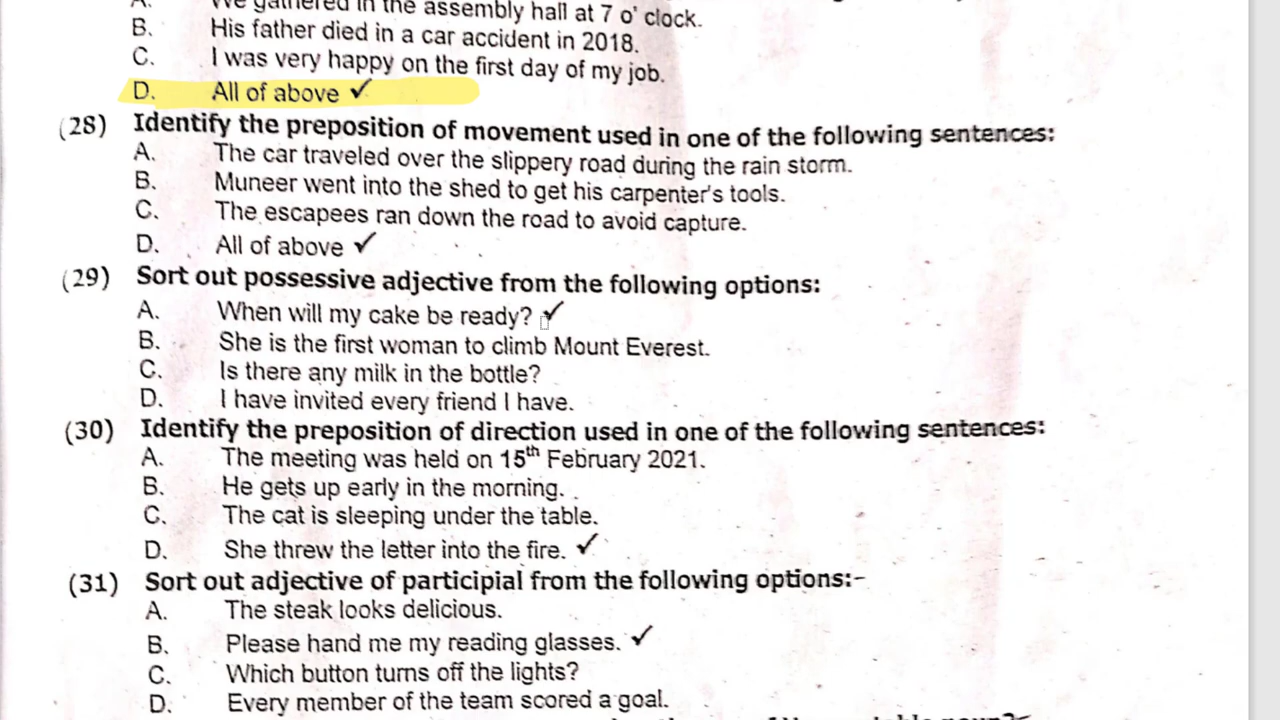 A. We gathered in the assembly hall at 7 o' clock.
B. His father died in a car accident in 2018.
C. I was very happy on the first day of my job.
D. All of above ✓
(28) Identify the preposition of movement used in one of the following sentences:
A. The car traveled over the slippery road during the rain storm.
B. Muneer went into the shed to get his carpenter's tools.
C. The escapees ran down the road to avoid capture.
D. All of above ✓
(29) Sort out possessive adjective from the following options:
A. When will my cake be ready? ✓
B. She is the first woman to climb Mount Everest.
C. Is there any milk in the bottle?
D. I have invited every friend I have.
(30) Identify the preposition of direction used in one of the following sentences:
A. The meeting was held on 15th February 2021.
B. He gets up early in the morning.
C. The cat is sleeping under the table.
D. She threw the letter into the fire. ✓
(31) Sort out adjective of participial from the following options:-
A. The steak looks delicious.
B. Please hand me my reading glasses. ✓
C. Which button turns off the lights?
D. Every member of the team scored a goal.